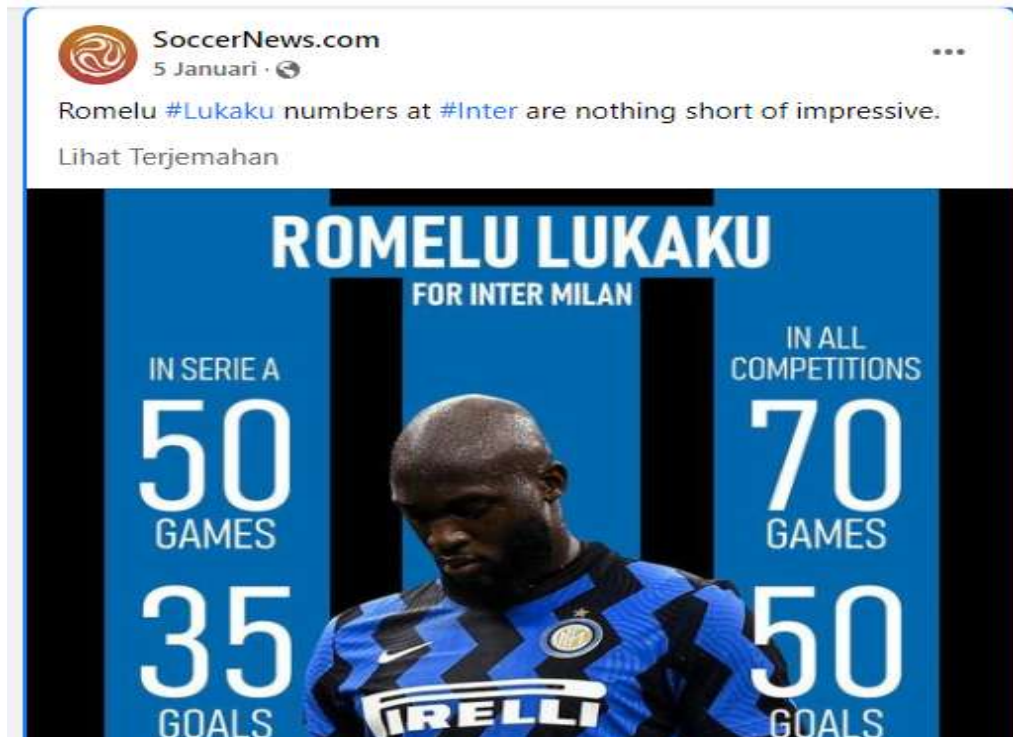 SoccerNews.com
5 Januari ·
Romelu #Lukaku numbers at #Inter are nothing short of impressive.
Lihat Terjemahan
ROMELU LUKAKU
FOR INTER MILAN
IN SERIE A
50
GAMES
35
GOALS
IN ALL
COMPETITIONS
70
GAMES
50
GOALS
IRELLI